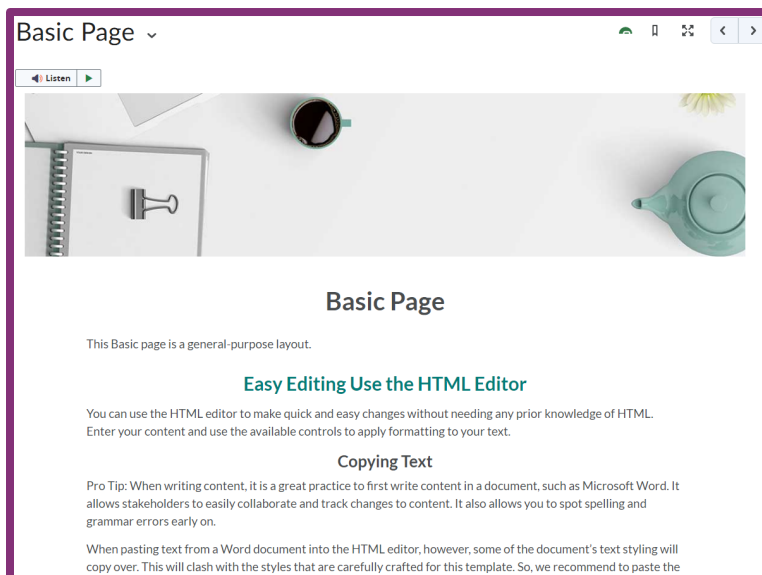 Basic Page
Listen
Basic Page
This Basic page is a general-purpose layout.
Easy Editing Use the HTML Editor
You can use the HTML editor to make quick and easy changes without needing any prior knowledge of HTML.
Enter your content and use the available controls to apply formatting to your text.
Copying Text
Pro Tip: When writing content, it is a great practice to first write content in a document, such as Microsoft Word. It
allows stakeholders to easily collaborate and track changes to content. It also allows you to spot spelling and
grammar errors early on.
When pasting text from a Word document into the HTML editor, however, some of the document's text styling will
copy over. This will clash with the styles that are carefully crafted for this template. So, we recommend to paste the